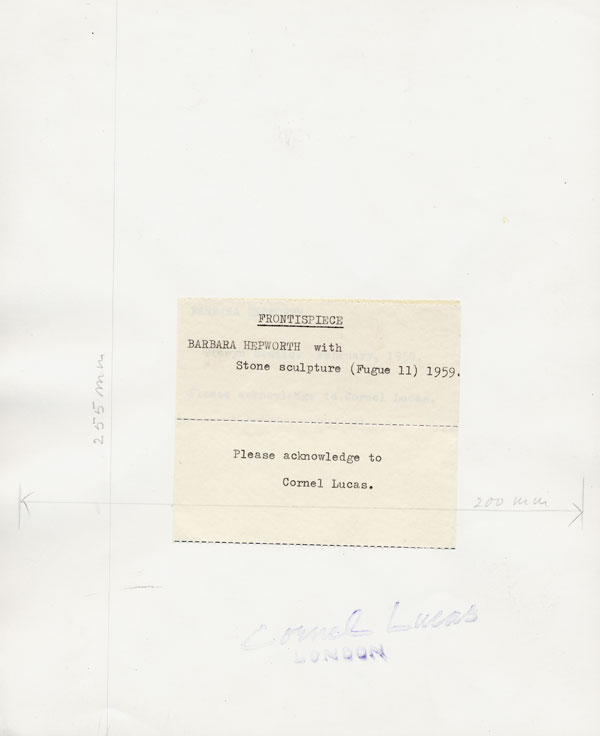 FRONTISPIECE
BARBARA HEPWORTH with
Stone sculpture (Fugue 11) 1959.
Please acknowledge to
Cornel Lucas.
255 mm
200 mm
Cornel Lucas
LONDON